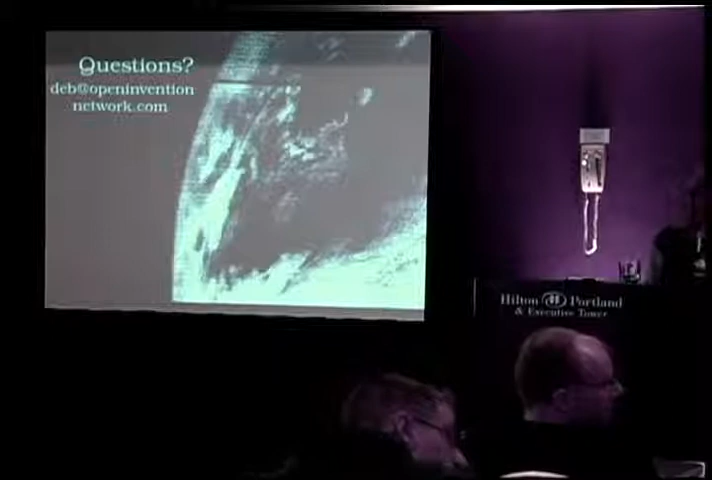 Questions?
deb@openinvention
network.com
Hilton Portland
& Executive Tower